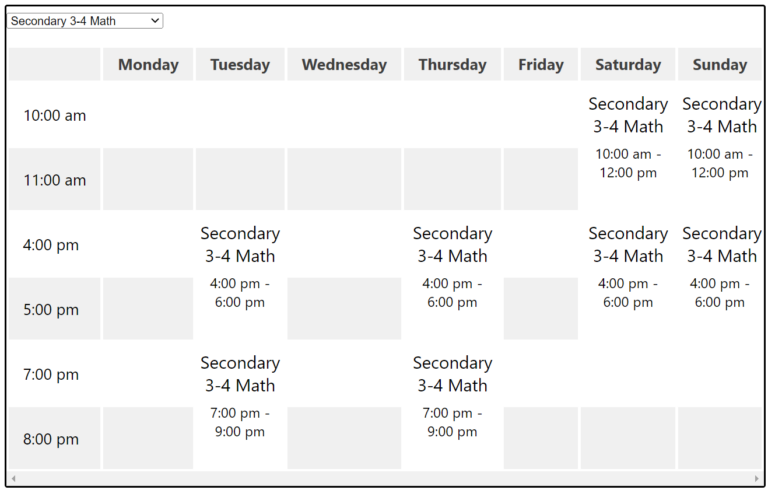 Secondary 3-4 Math
Monday Tuesday Wednesday Thursday Friday Saturday Sunday
10:00 am
Secondary
3-4 Math
10:00 am -
12:00 pm
Secondary
3-4 Math
10:00 am -
12:00 pm
11:00 am
4:00 pm
Secondary
3-4 Math
4:00 pm -
6:00 pm
Secondary
3-4 Math
4:00 pm -
6:00 pm
Secondary
3-4 Math
4:00 pm -
6:00 pm
Secondary
3-4 Math
4:00 pm -
6:00 pm
5:00 pm
7:00 pm
Secondary
3-4 Math
7:00 pm -
9:00 pm
Secondary
3-4 Math
7:00 pm -
9:00 pm
8:00 pm